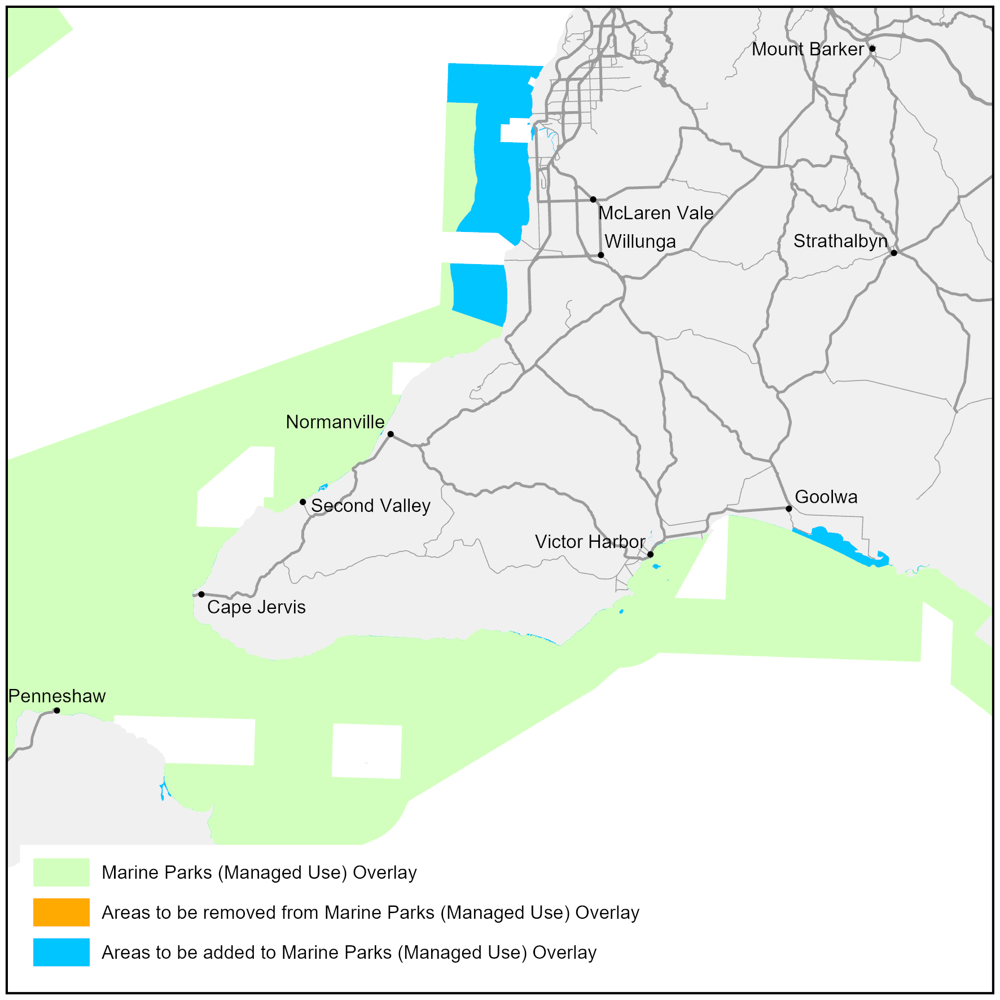 Mount Barker
McLaren Vale
Willunga
Strathalbyn
Normanville
Second Valley
Goolwa
Victor Harbor
Cape Jervis
Penneshaw
Marine Parks (Managed Use) Overlay
Areas to be removed from Marine Parks (Managed Use) Overlay
Areas to be added to Marine Parks (Managed Use) Overlay